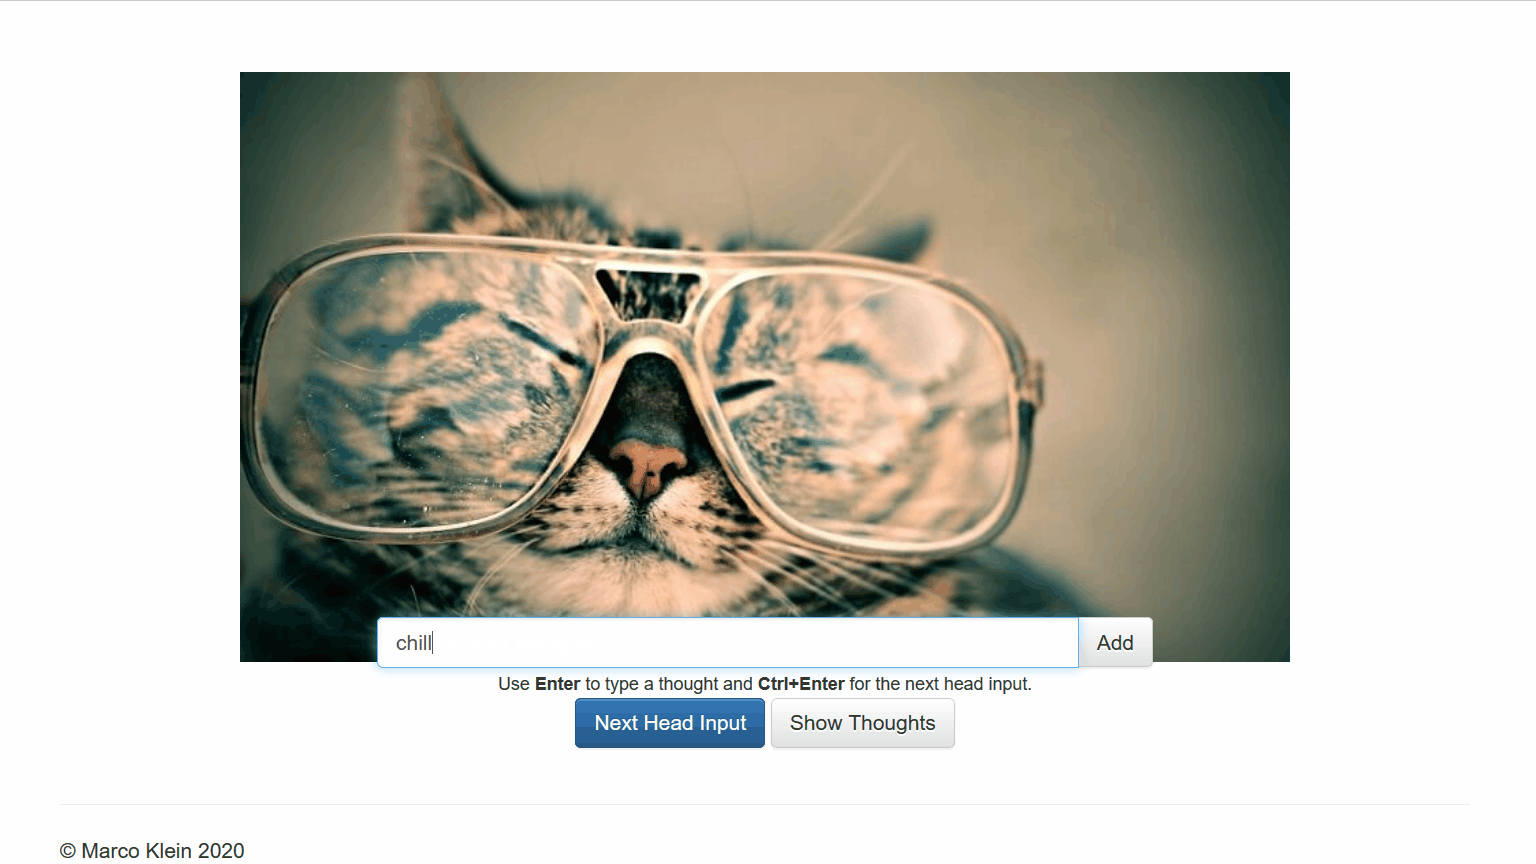 chill
Add
Use Enter to type a thought and Ctrl+Enter for the next head input.
Next Head Input
Show Thoughts
© Marco Klein 2020